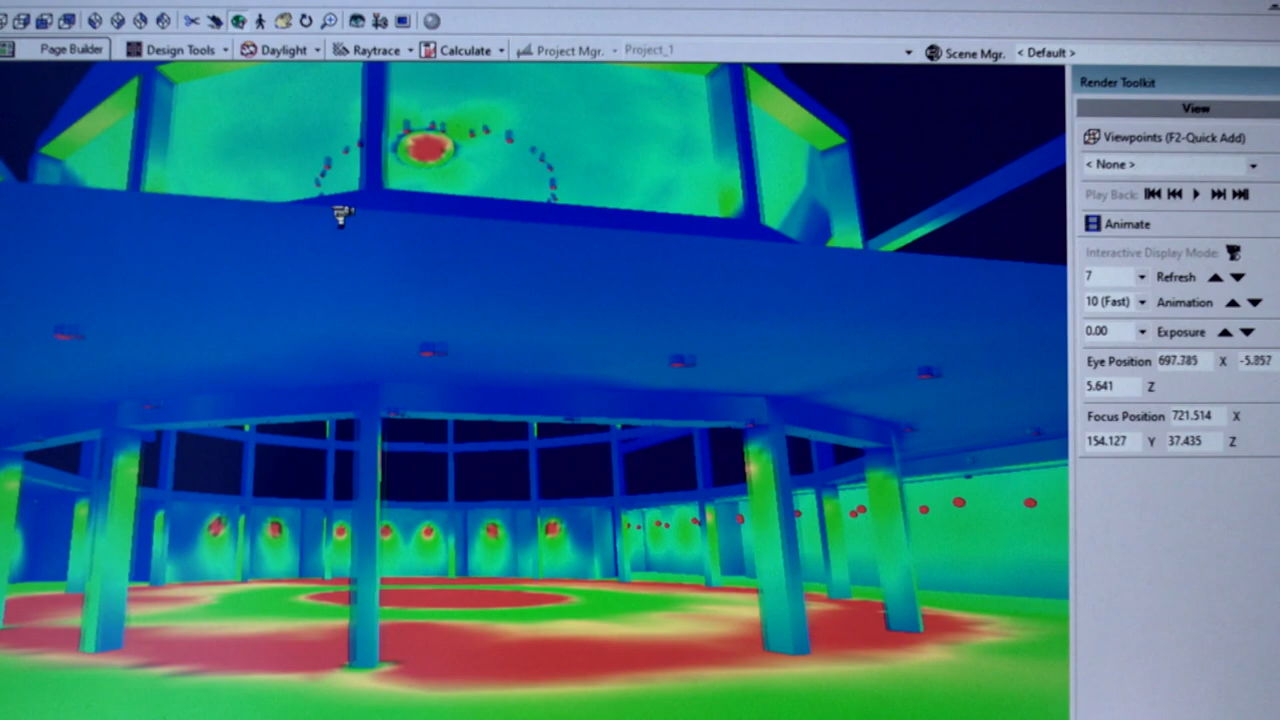 Page Builder
Design Tools
Daylight
Raytrace
Calculate
Project Mgr.
Project_1
Scene Mgr.
< Default >
Render Toolkit
View
Viewpoints (F2-Quick Add)
< None >
Play Back:
Animate
Interactive Display Mode:
7 Refresh
10 (Fast) Animation
0.00 Exposure
Eye Position 697.785 X -5.857
5.641 Z
Focus Position 721.514 X
154.127 Y 37.435 Z